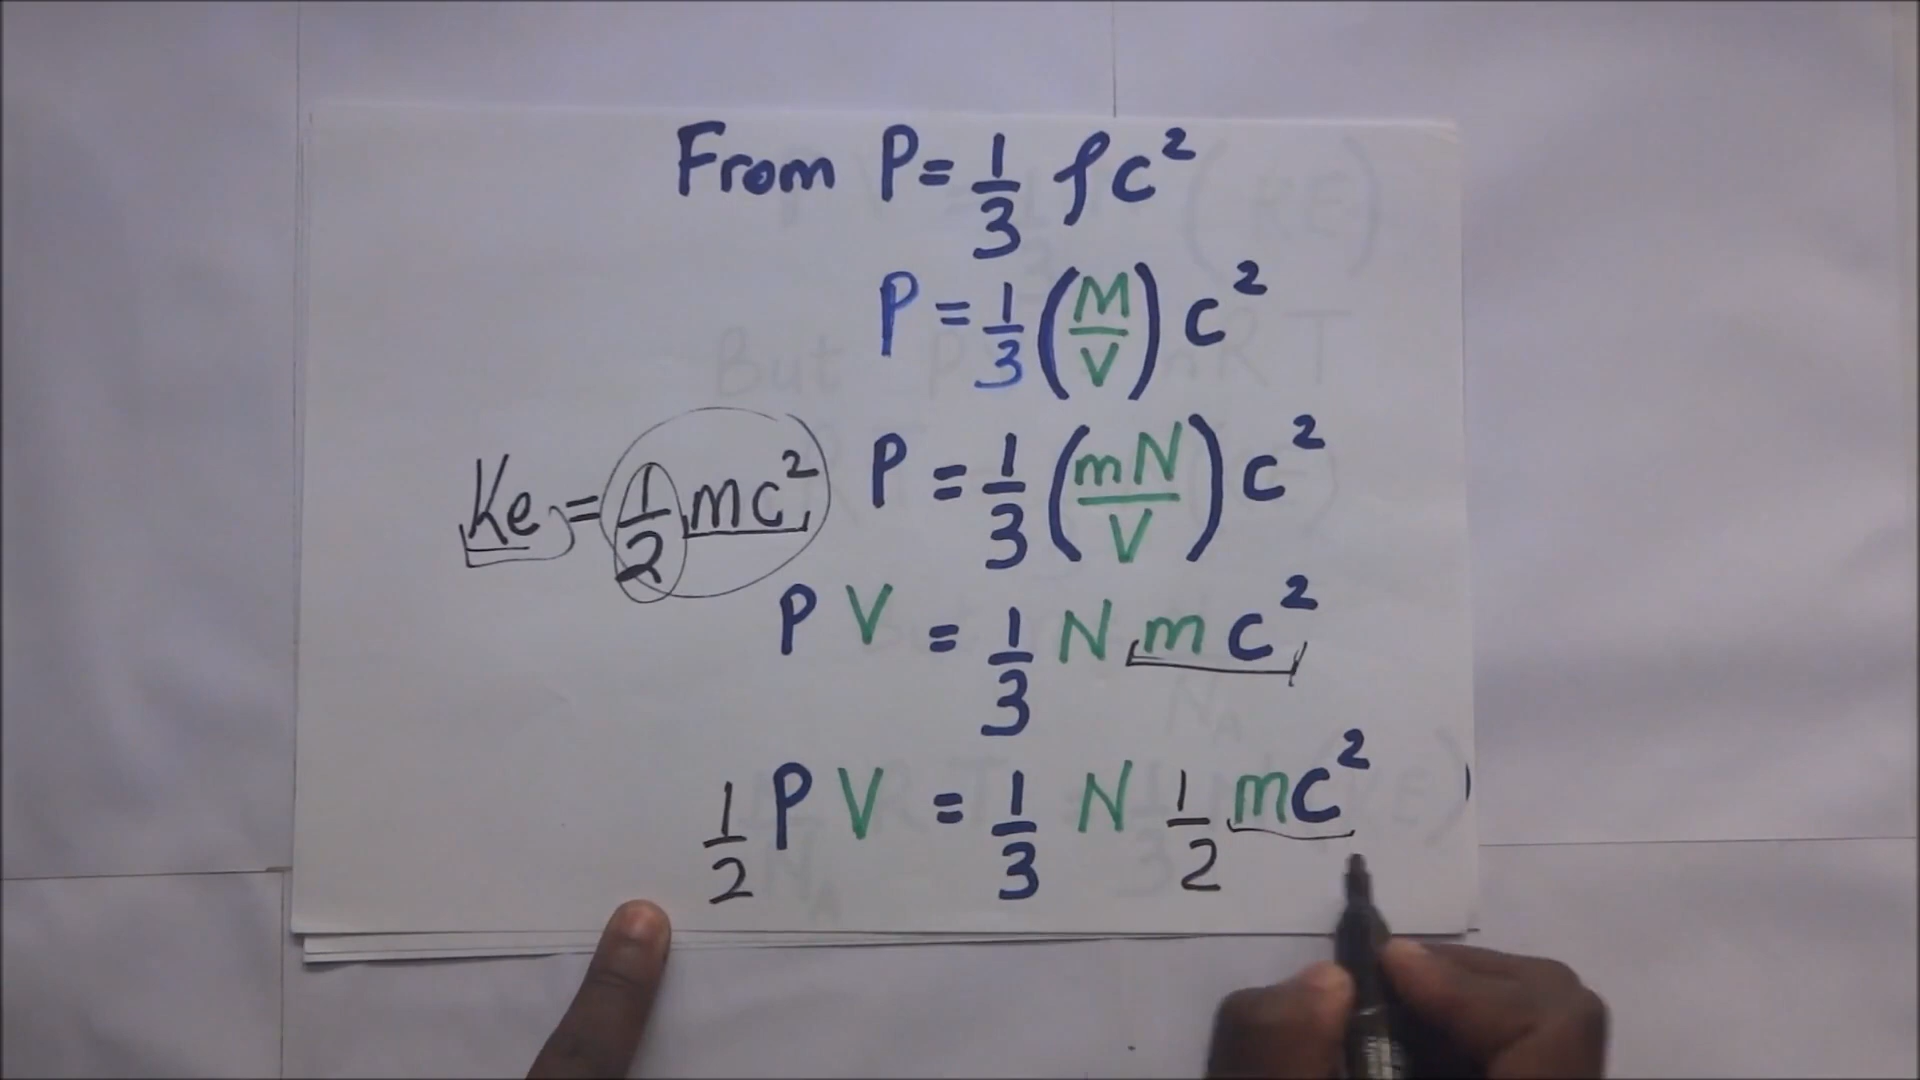 From P = 1/3 ρc²
P = 1/3 (M/V) c²
Ke = 1/2 mc²
P = 1/3 (mN/V) c²
PV = 1/3 N mc²
1/2 PV = 1/3 N 1/2 mc²